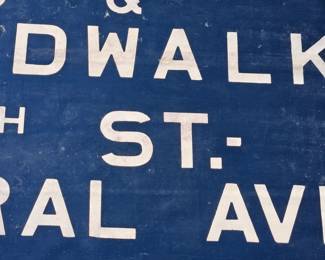 &
DWALK
H ST.-
RAL AV